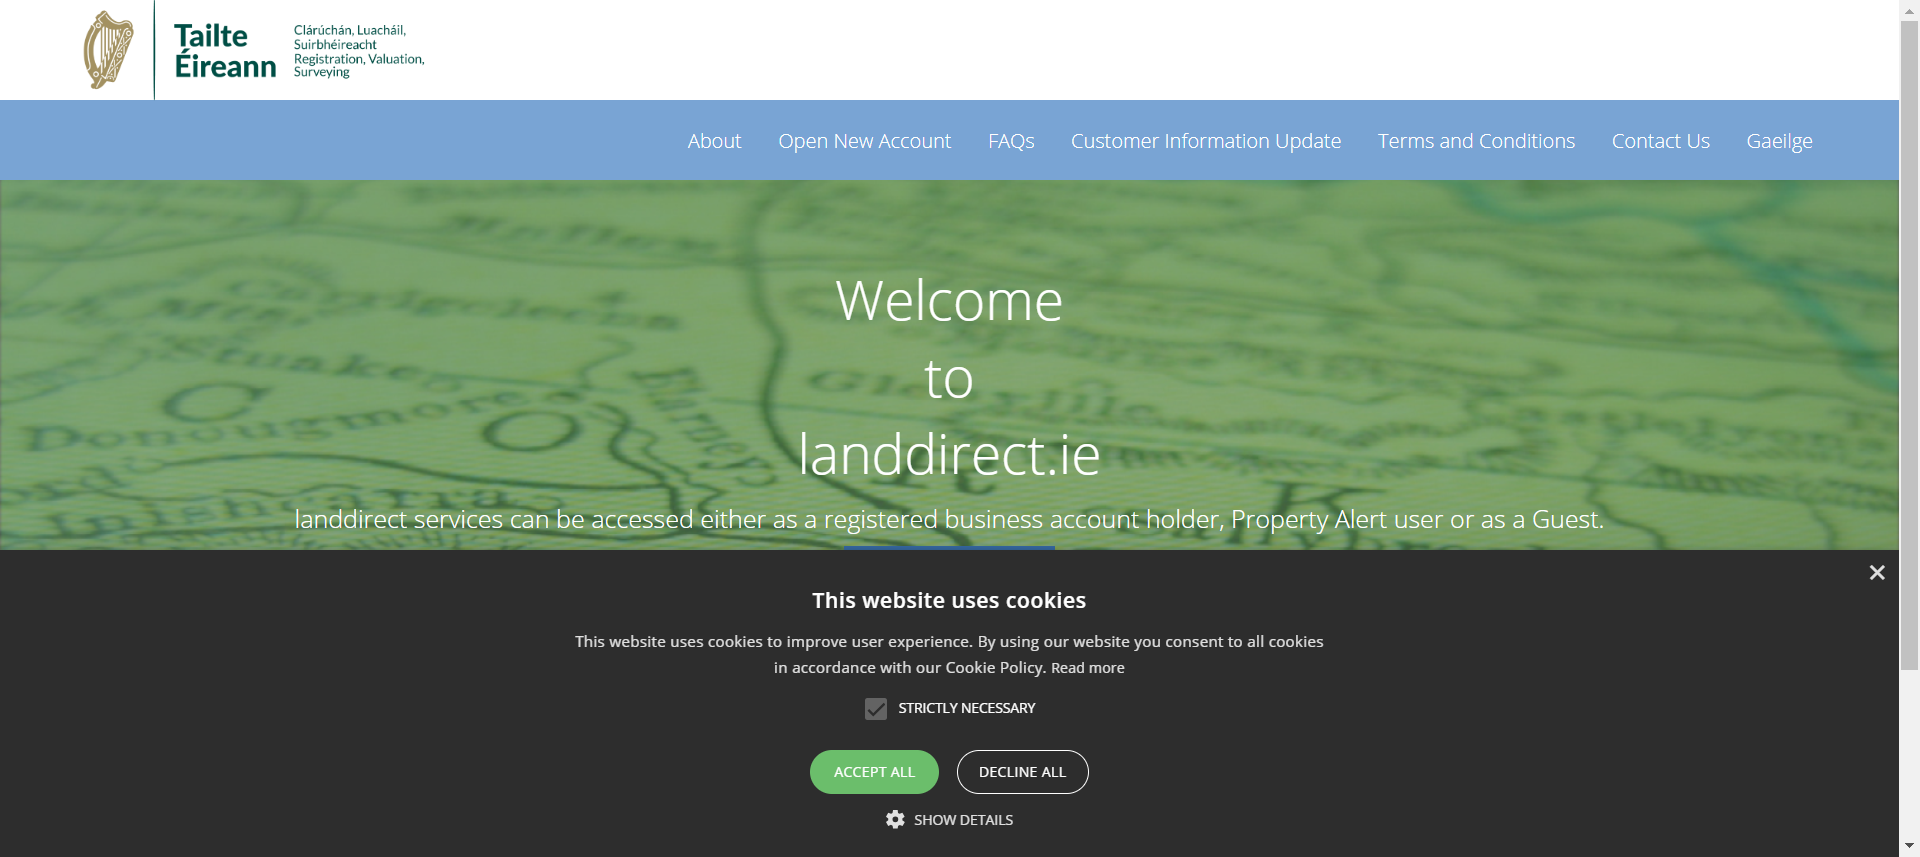 Tailte
Éireann
Clárúchán, Luacháil,
Suirbhéireacht
Registration, Valuation,
Surveying
About Open New Account FAQs Customer Information Update Terms and Conditions Contact Us Gaeilge
Welcome
to
landdirect.ie
landdirect services can be accessed either as a registered business account holder, Property Alert user or as a Guest.
This website uses cookies
This website uses cookies to improve user experience. By using our website you consent to all cookies
in accordance with our Cookie Policy. Read more
STRICTLY NECESSARY
ACCEPT ALL DECLINE ALL
SHOW DETAILS